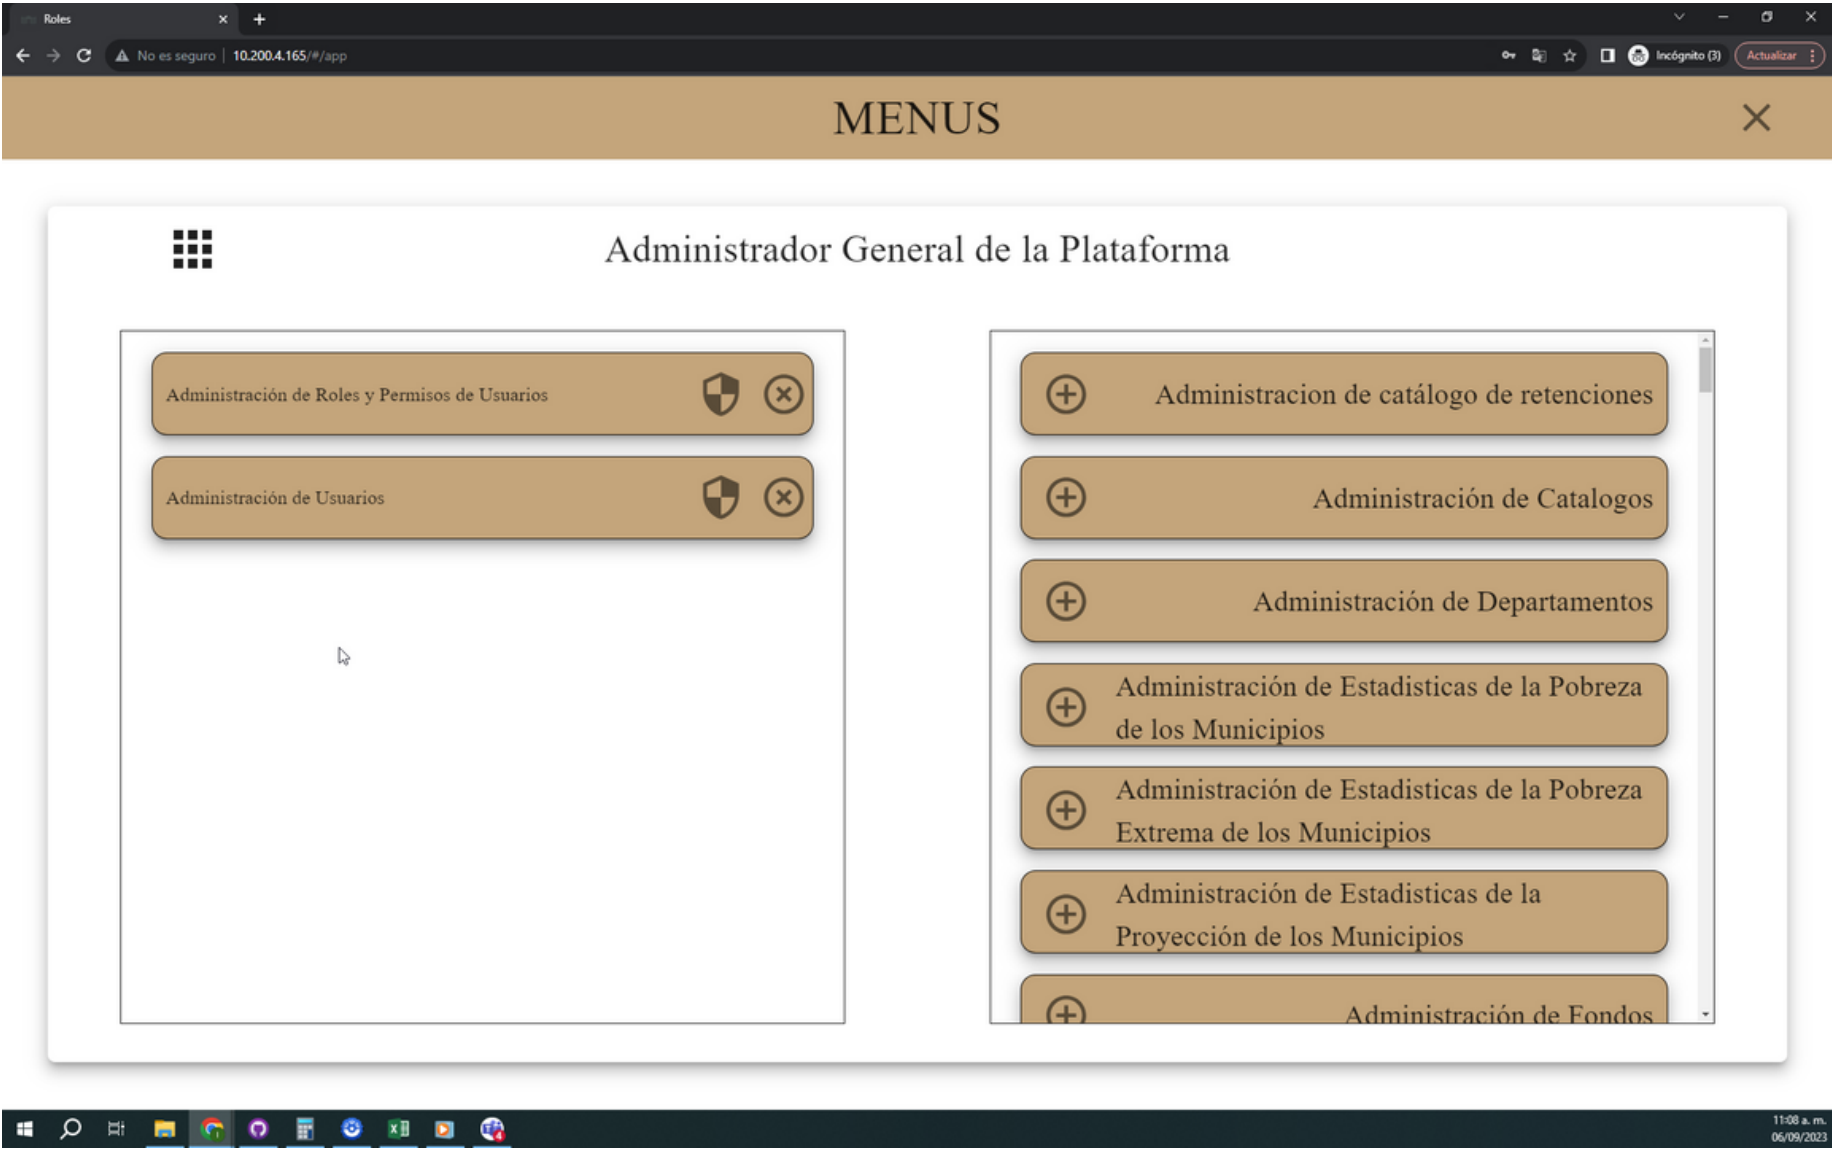 Roles
No es seguro | 10.200.4.165/#/app
Incógnito (3)
Actualizar
MENUS
Administrador General de la Plataforma
Administración de Roles y Permisos de Usuarios
Administración de Usuarios
Administracion de catálogo de retenciones
Administración de Catalogos
Administración de Departamentos
Administración de Estadisticas de la Pobreza
de los Municipios
Administración de Estadisticas de la Pobreza
Extrema de los Municipios
Administración de Estadisticas de la
Proyección de los Municipios
Administración de Fondos
11:08 a. m.
06/09/2023